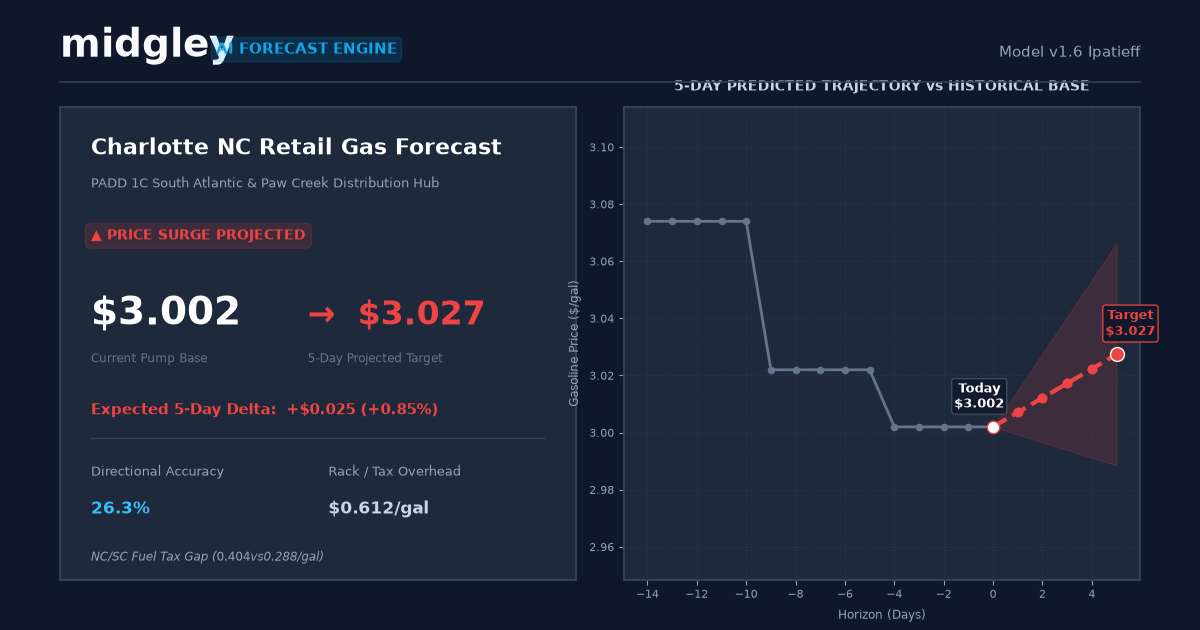 midgley
AI FORECAST ENGINE
Model v1.6 Ipatieff
Charlotte NC Retail Gas Forecast
PADD 1C South Atlantic & Paw Creek Distribution Hub
▲ PRICE SURGE PROJECTED
$3.002 → $3.027
Current Pump Base
5-Day Projected Target
Expected 5-Day Delta: +$0.025 (+0.85%)
Directional Accuracy
Rack / Tax Overhead
26.3%
$0.612/gal
NC/SC Fuel Tax Gap (0.404vs0.288/gal)
5-DAY PREDICTED TRAJECTORY vs HISTORICAL BASE
Gasoline Price ($/gal)
3.10
3.08
3.06
3.04
3.02
3.00
2.98
2.96
Today
$3.002
Target
$3.027
−14 −12 −10 −8 −6 −4 −2 0 2 4
Horizon (Days)